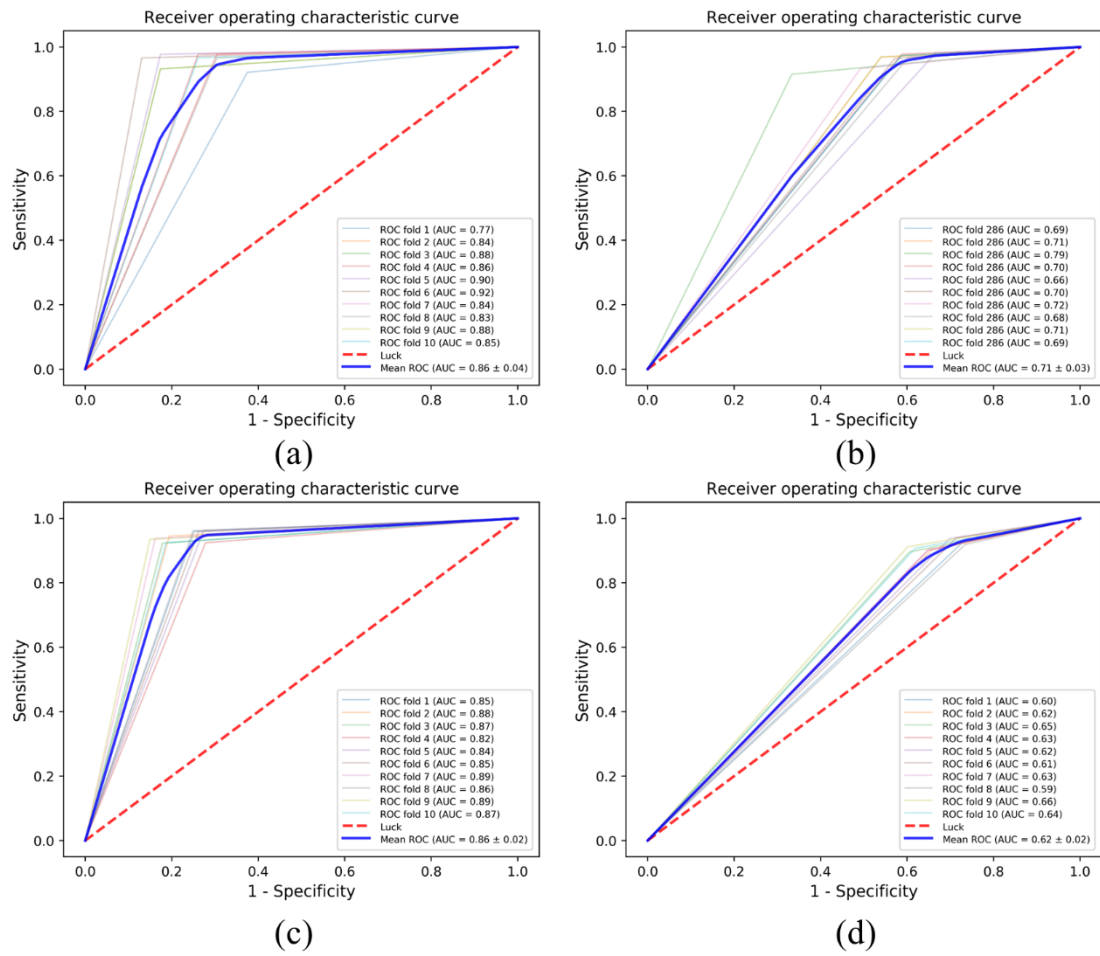 Receiver operating characteristic curve
Sensitivity
1.0
0.8
0.6
0.4
0.2
0.0
ROC fold 1 (AUC = 0.77)
ROC fold 2 (AUC = 0.84)
ROC fold 3 (AUC = 0.88)
ROC fold 4 (AUC = 0.86)
ROC fold 5 (AUC = 0.90)
ROC fold 6 (AUC = 0.92)
ROC fold 7 (AUC = 0.84)
ROC fold 8 (AUC = 0.83)
ROC fold 9 (AUC = 0.88)
ROC fold 10 (AUC = 0.85)
Luck
Mean ROC (AUC = 0.86 ± 0.04)
0.0 0.2 0.4 0.6 0.8 1.0
1 - Specificity
(a)
Receiver operating characteristic curve
Sensitivity
1.0
0.8
0.6
0.4
0.2
0.0
ROC fold 286 (AUC = 0.69)
ROC fold 286 (AUC = 0.71)
ROC fold 286 (AUC = 0.79)
ROC fold 286 (AUC = 0.70)
ROC fold 286 (AUC = 0.66)
ROC fold 286 (AUC = 0.70)
ROC fold 286 (AUC = 0.72)
ROC fold 286 (AUC = 0.68)
ROC fold 286 (AUC = 0.71)
ROC fold 286 (AUC = 0.69)
Luck
Mean ROC (AUC = 0.71 ± 0.03)
0.0 0.2 0.4 0.6 0.8 1.0
1 - Specificity
(b)
Receiver operating characteristic curve
Sensitivity
1.0
0.8
0.6
0.4
0.2
0.0
ROC fold 1 (AUC = 0.85)
ROC fold 2 (AUC = 0.88)
ROC fold 3 (AUC = 0.87)
ROC fold 4 (AUC = 0.82)
ROC fold 5 (AUC = 0.84)
ROC fold 6 (AUC = 0.85)
ROC fold 7 (AUC = 0.89)
ROC fold 8 (AUC = 0.86)
ROC fold 9 (AUC = 0.89)
ROC fold 10 (AUC = 0.87)
Luck
Mean ROC (AUC = 0.86 ± 0.02)
0.0 0.2 0.4 0.6 0.8 1.0
1 - Specificity
(c)
Receiver operating characteristic curve
Sensitivity
1.0
0.8
0.6
0.4
0.2
0.0
ROC fold 1 (AUC = 0.60)
ROC fold 2 (AUC = 0.62)
ROC fold 3 (AUC = 0.65)
ROC fold 4 (AUC = 0.63)
ROC fold 5 (AUC = 0.62)
ROC fold 6 (AUC = 0.61)
ROC fold 7 (AUC = 0.63)
ROC fold 8 (AUC = 0.59)
ROC fold 9 (AUC = 0.66)
ROC fold 10 (AUC = 0.64)
Luck
Mean ROC (AUC = 0.62 ± 0.02)
0.0 0.2 0.4 0.6 0.8 1.0
1 - Specificity
(d)